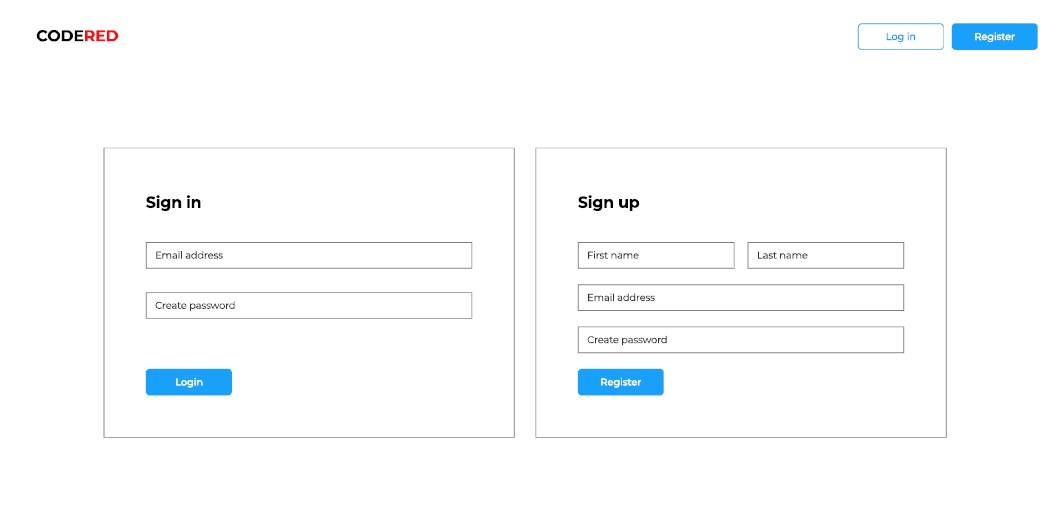 CODERED
Log in
Register
Sign in
Email address
Create password
Login
Sign up
First name
Last name
Email address
Create password
Register